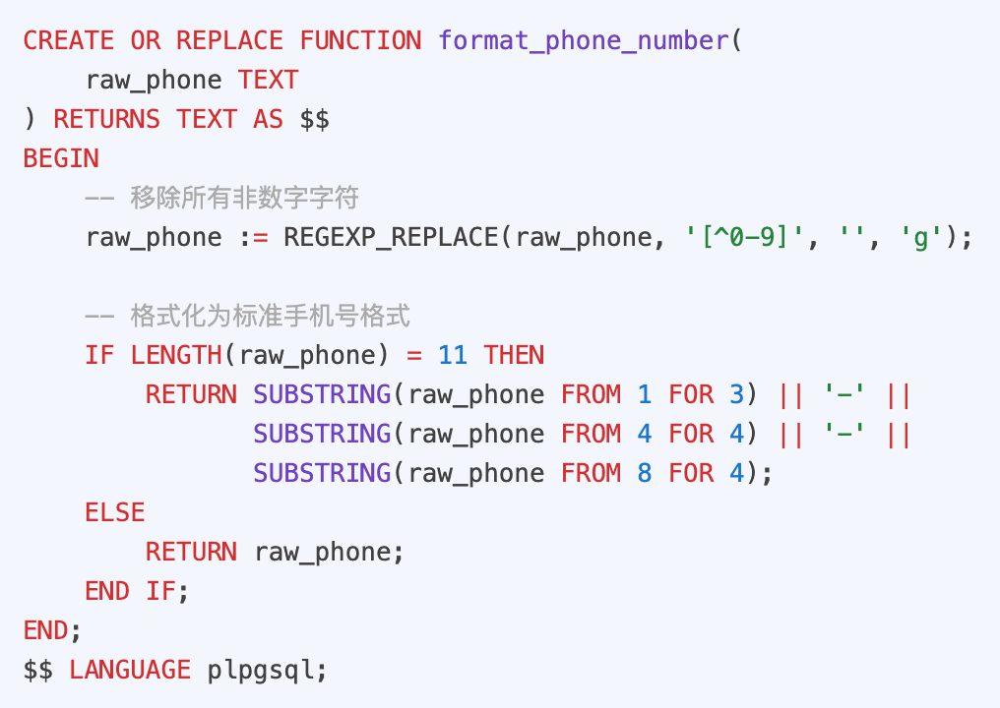 CREATE OR REPLACE FUNCTION format_phone_number(
    raw_phone TEXT
) RETURNS TEXT AS $$
BEGIN
    -- 移除所有非数字字符
    raw_phone := REGEXP_REPLACE(raw_phone, '[^0-9]', '', 'g');

    -- 格式化为标准手机号格式
    IF LENGTH(raw_phone) = 11 THEN
        RETURN SUBSTRING(raw_phone FROM 1 FOR 3) || '-' ||
               SUBSTRING(raw_phone FROM 4 FOR 4) || '-' ||
               SUBSTRING(raw_phone FROM 8 FOR 4);
    ELSE
        RETURN raw_phone;
    END IF;
END;
$$ LANGUAGE plpgsql;